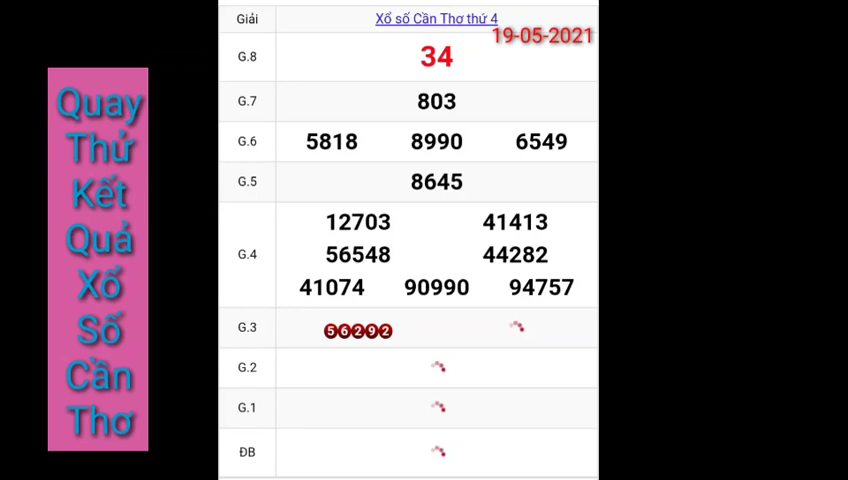 Quay
Thử
Kết
Quả
Xổ
Số
Cần
Thơ
Giải Xổ số Cần Thơ thứ 4
19-05-2021
G.8 34
G.7 803
G.6 5818 8990 6549
G.5 8645
G.4 12703 41413
56548 44282
41074 90990 94757
G.3 56292
G.2
G.1
ĐB